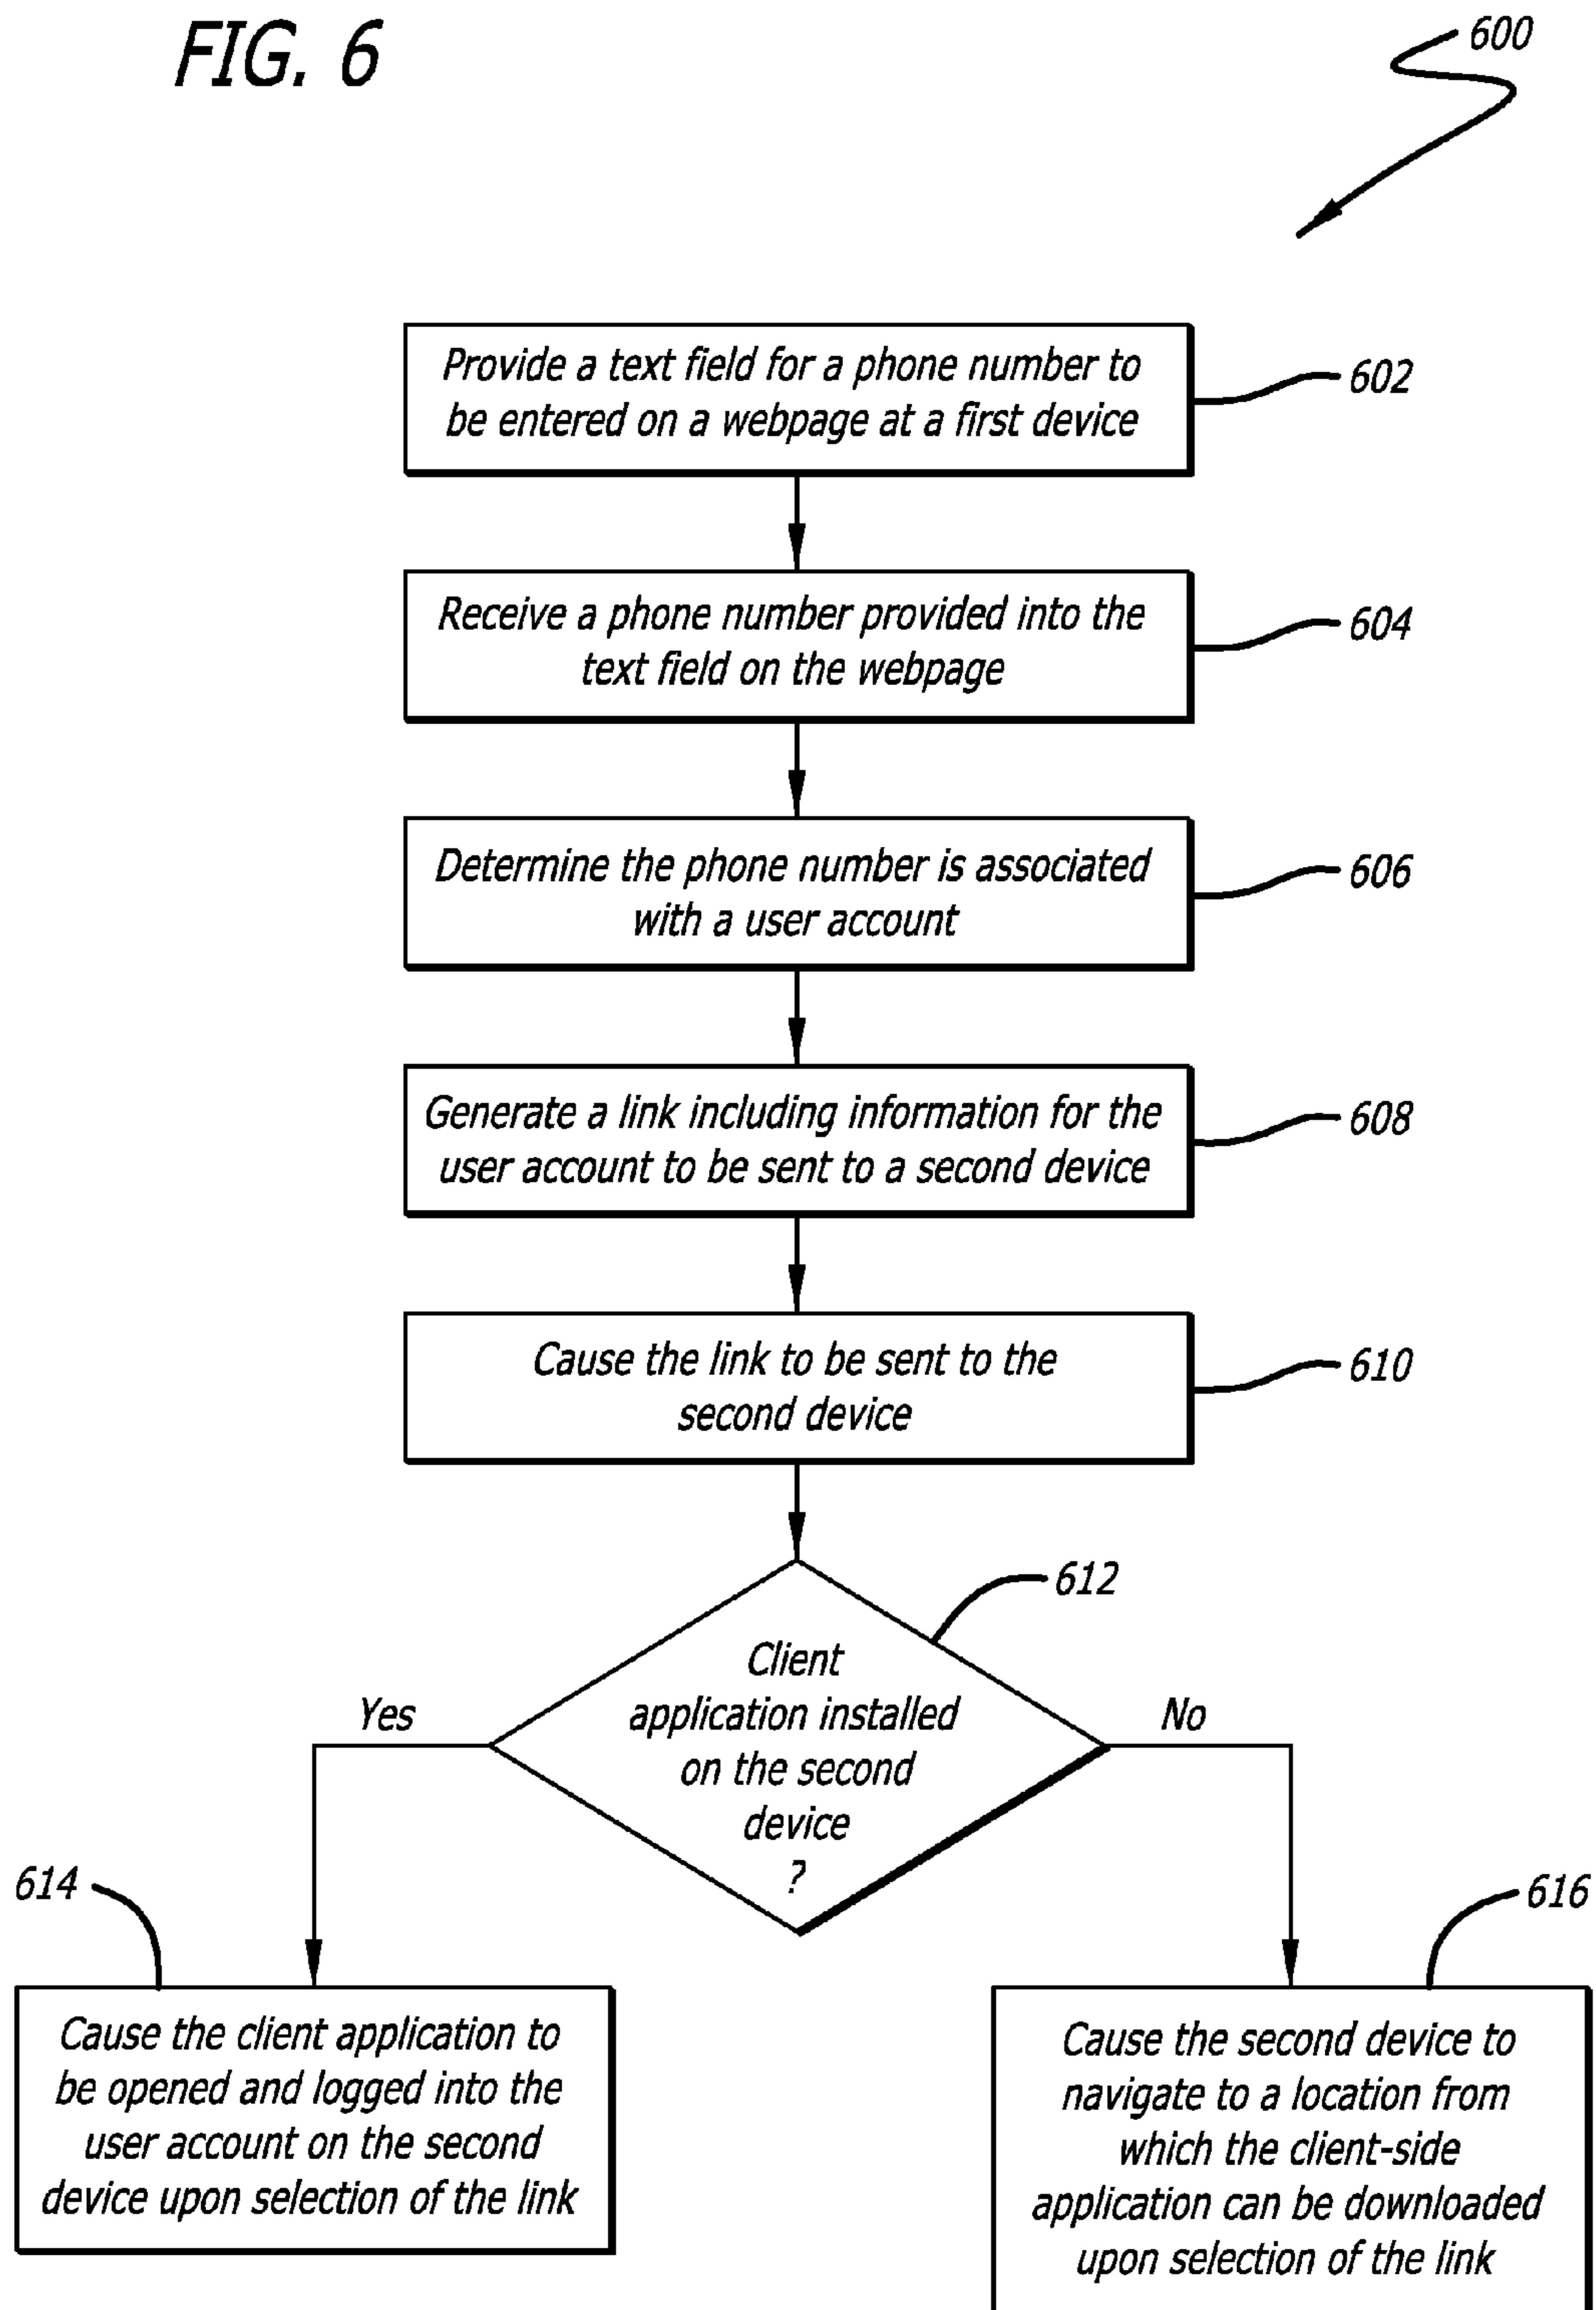 FIG. 6
600
Provide a text field for a phone number to
be entered on a webpage at a first device
602
Receive a phone number provided into the
text field on the webpage
604
Determine the phone number is associated
with a user account
606
Generate a link including information for the
user account to be sent to a second device
608
Cause the link to be sent to the
second device
610
Client
application installed
on the second
device
?
612
Yes
No
614
Cause the client application to
be opened and logged into the
user account on the second
device upon selection of the link
616
Cause the second device to
navigate to a location from
which the client-side
application can be downloaded
upon selection of the link